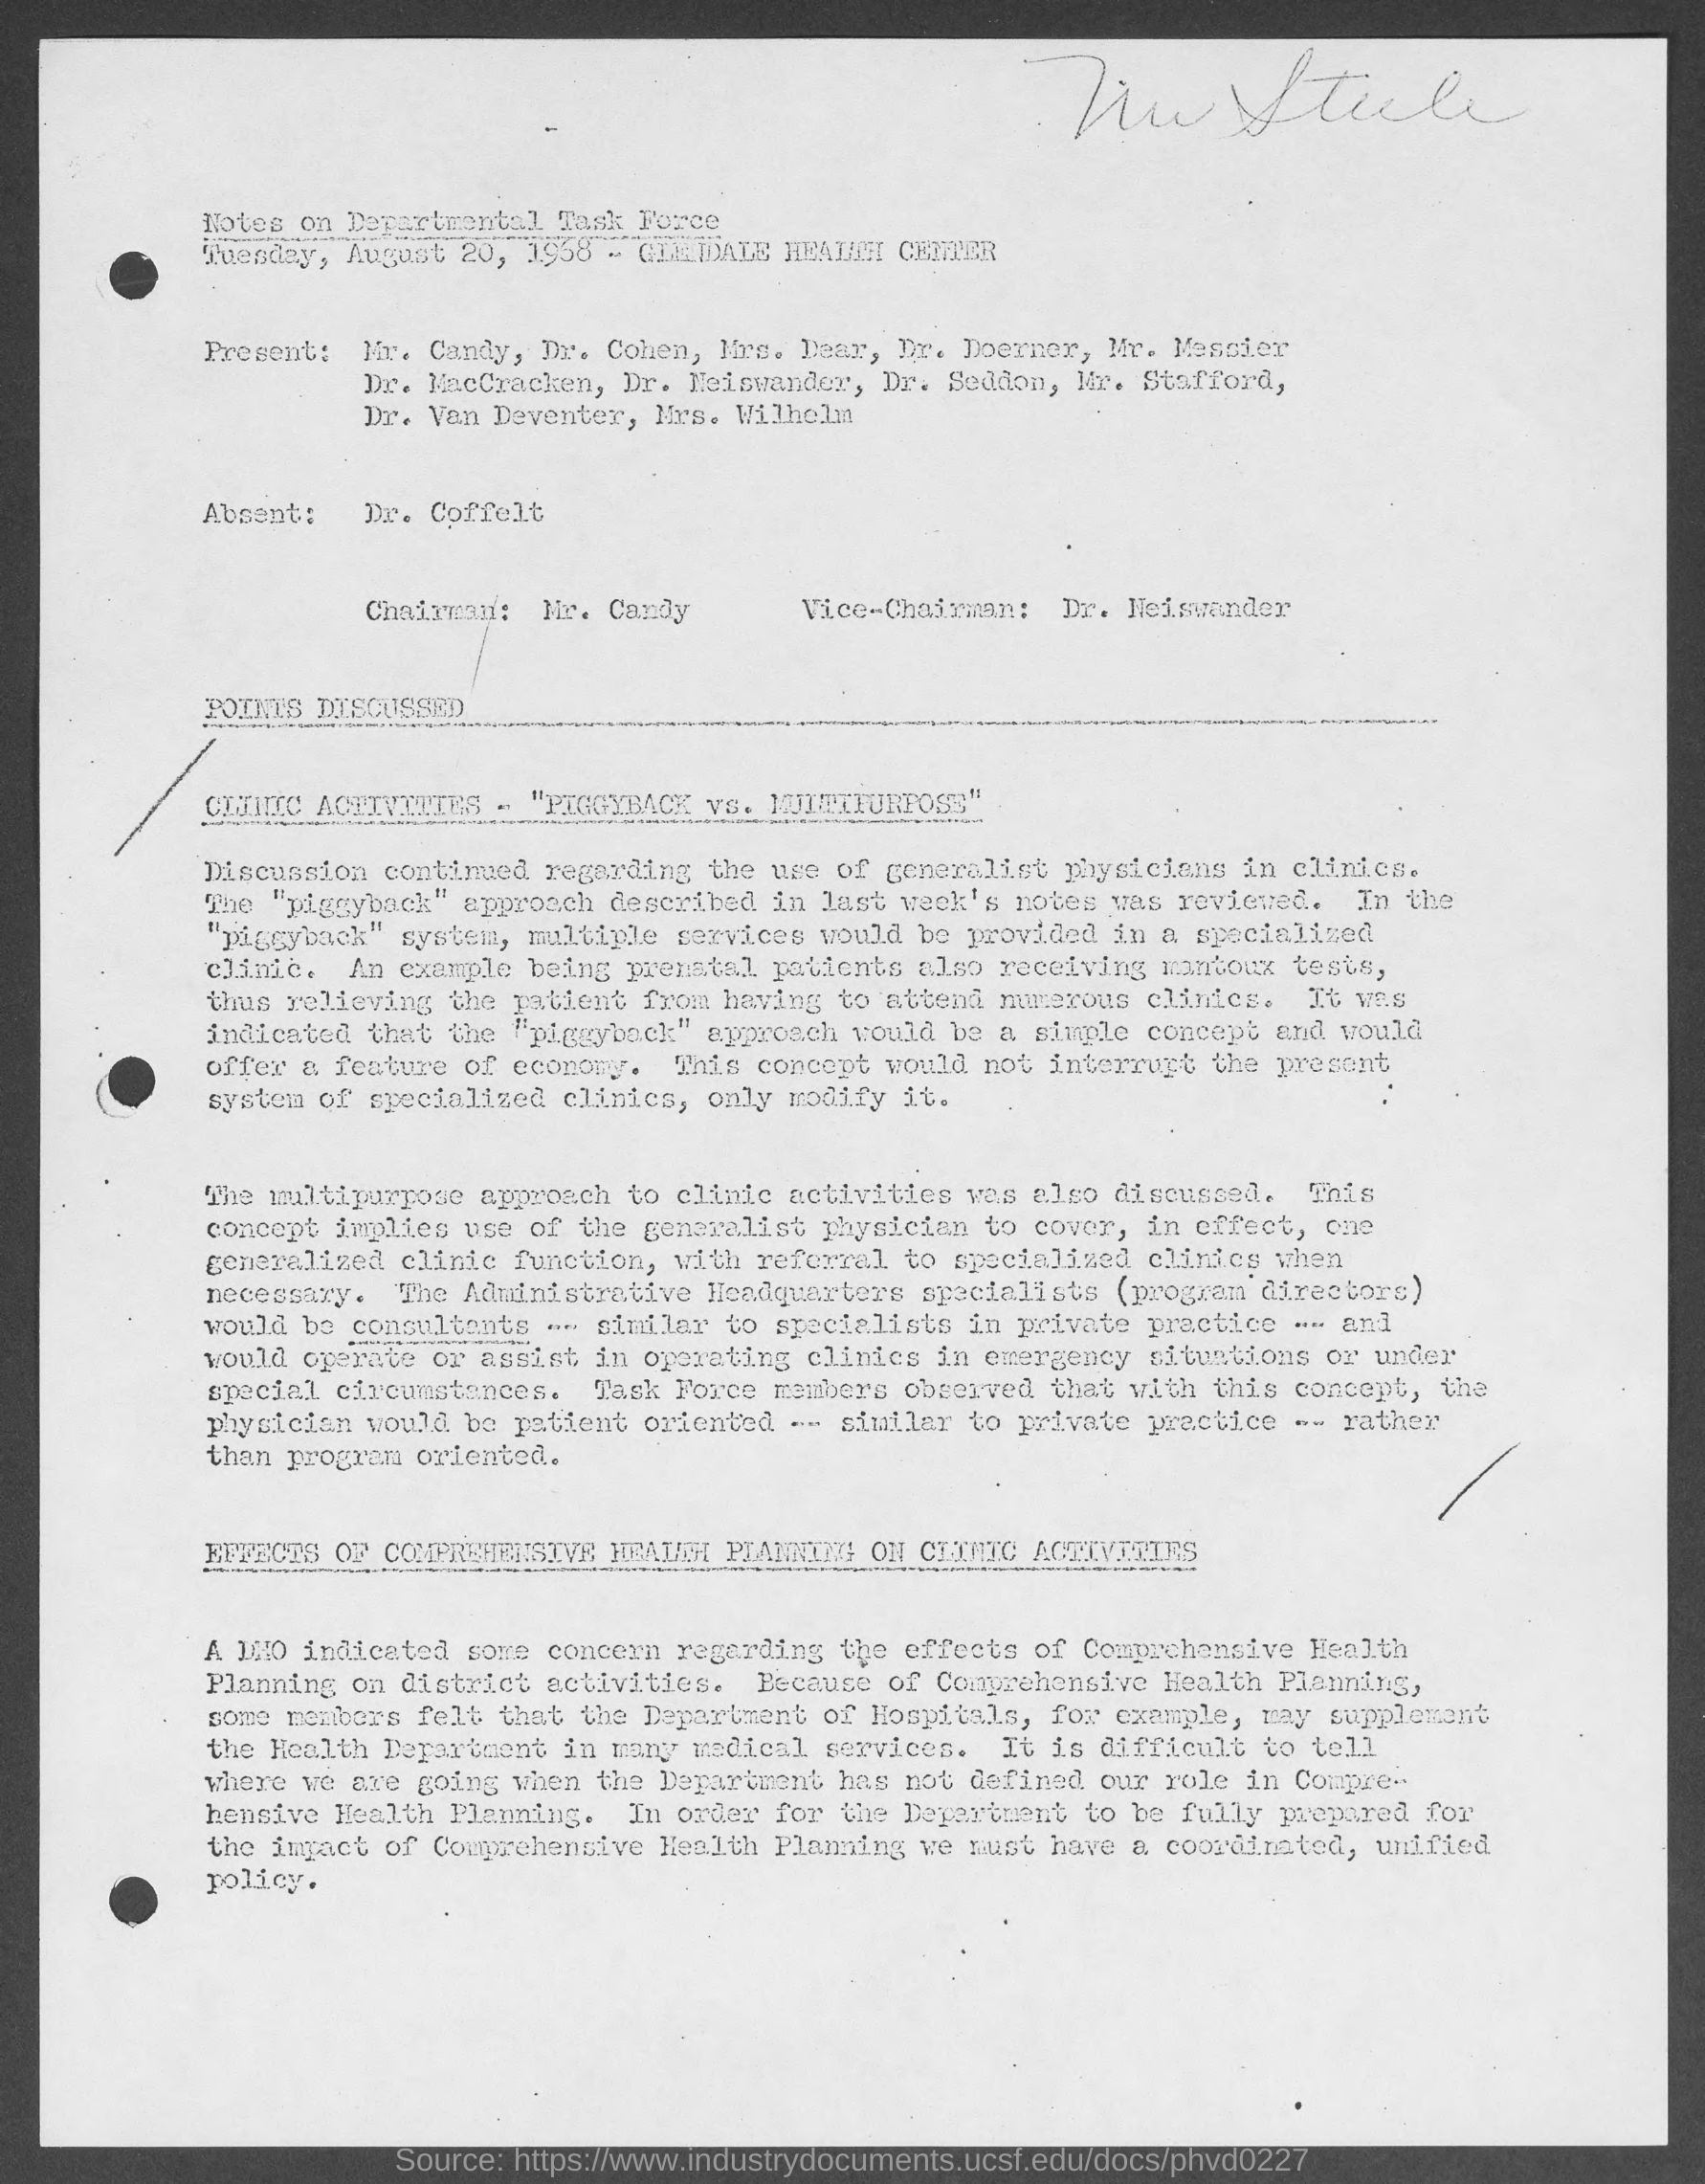 Mr Steele
Notes on Departmental Task Force
Tuesday, August 20, 1968 - GLENDALE HEALTH CENTER
Present: Mr. Candy, Dr. Cohen, Mrs. Dear, Dr. Doerner, Mr. Messier
Dr. MacCracken, Dr. Neiswander, Dr. Seddon, Mr. Stafford,
Dr. Van Deventer, Mrs. Wilhelm
Absent: Dr. Coffelt
Chairman: Mr. Candy Vice-Chairman: Dr. Neiswander
POINTS DISCUSSED
CLINIC ACTIVITIES - "PIGGYBACK vs. MULTIPURPOSE"
Discussion continued regarding the use of generalist physicians in clinics.
The "piggyback" approach described in last week's notes was reviewed. In the
"piggyback" system, multiple services would be provided in a specialized
clinic. An example being prenatal patients also receiving mantoux tests,
thus relieving the patient from having to attend numerous clinics. It was
indicated that the "piggyback" approach would be a simple concept and would
offer a feature of economy. This concept would not interrupt the present
system of specialized clinics, only modify it.
The multipurpose approach to clinic activities was also discussed. This
concept implies use of the generalist physician to cover, in effect, one
generalized clinic function, with referral to specialized clinics when
necessary. The Administrative Headquarters specialists (program directors)
would be consultants -- similar to specialists in private practice -- and
would operate or assist in operating clinics in emergency situations or under
special circumstances. Task Force members observed that with this concept, the
physician would be patient oriented -- similar to private practice -- rather
than program oriented.
EFFECTS OF COMPREHENSIVE HEALTH PLANNING ON CLINIC ACTIVITIES
A DHO indicated some concern regarding the effects of Comprehensive Health
Planning on district activities. Because of Comprehensive Health Planning,
some members felt that the Department of Hospitals, for example, may supplement
the Health Department in many medical services. It is difficult to tell
where we are going when the Department has not defined our role in Compre-
hensive Health Planning. In order for the Department to be fully prepared for
the impact of Comprehensive Health Planning we must have a coordinated, unified
policy.
Source: https://www.industrydocuments.ucsf.edu/docs/phvd0227